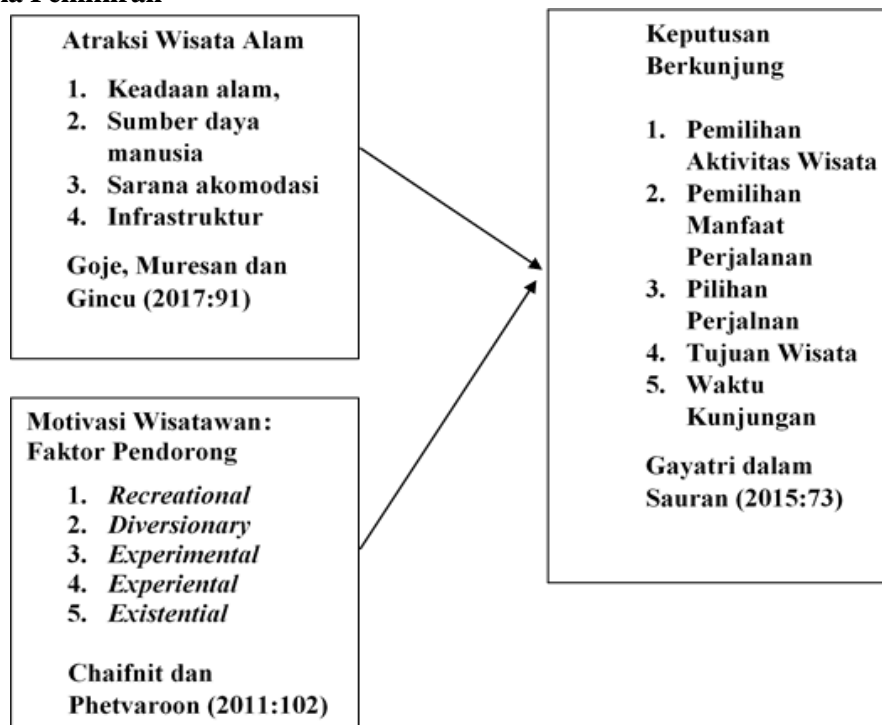 Atraksi Wisata Alam
1. Keadaan alam,
2. Sumber daya
manusia
3. Sarana akomodasi
4. Infrastruktur
Goje, Muresan dan
Gincu (2017:91)
Motivasi Wisatawan:
Faktor Pendorong
1. Recreational
2. Diversionary
3. Experimental
4. Experiental
5. Existential
Chaifnit dan
Phetvaroon (2011:102)
Keputusan
Berkunjung
1. Pemilihan
Aktivitas Wisata
2. Pemilihan
Manfaat
Perjalanan
3. Pilihan
Perjalnan
4. Tujuan Wisata
5. Waktu
Kunjungan
Gayatri dalam
Sauran (2015:73)